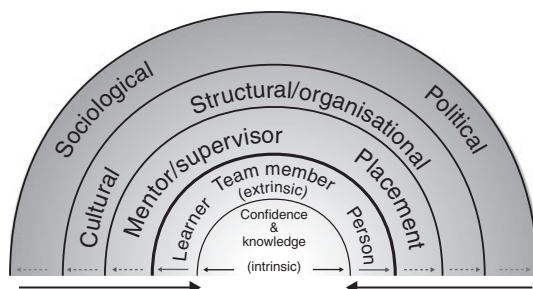 Sociological
Political
Structural/organisational
Cultural
Mentor/supervisor
Placement
Team member
(extrinsic)
Learner
Person
Confidence
&
knowledge
(intrinsic)